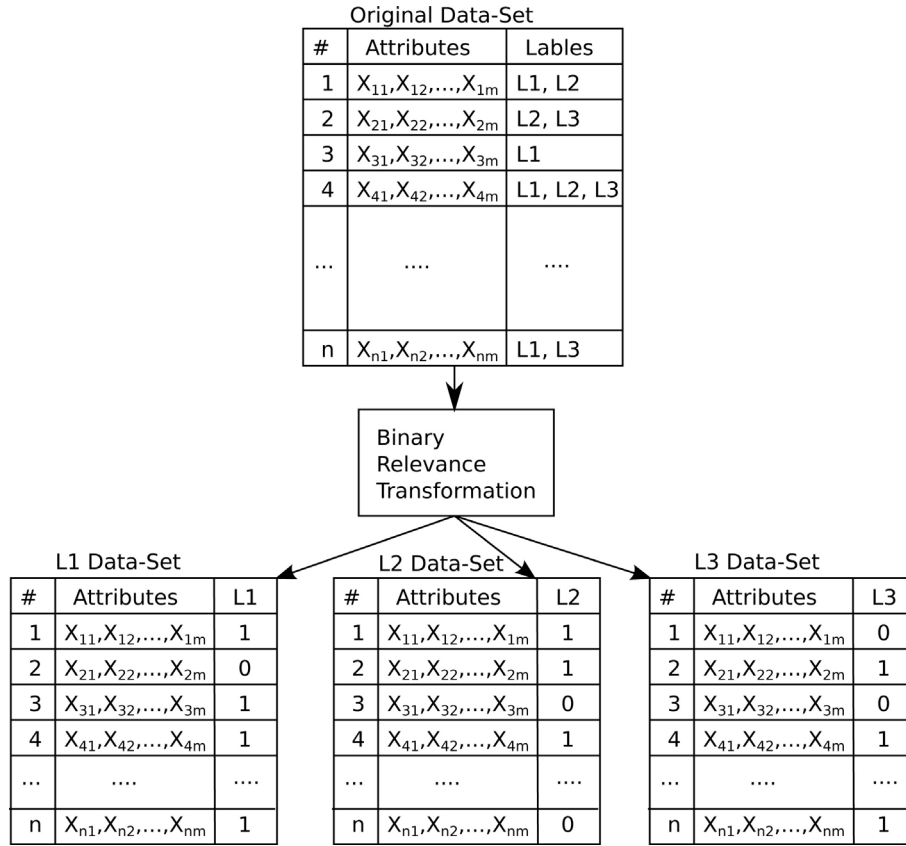 Original Data-Set
# Attributes Lables
1 X11,X12,...,X1m L1, L2
2 X21,X22,...,X2m L2, L3
3 X31,X32,...,X3m L1
4 X41,X42,...,X4m L1, L2, L3
... .... ....
n Xn1,Xn2,...,Xnm L1, L3
Binary
Relevance
Transformation
L1 Data-Set
# Attributes L1
1 X11,X12,...,X1m 1
2 X21,X22,...,X2m 0
3 X31,X32,...,X3m 1
4 X41,X42,...,X4m 1
... .... ....
n Xn1,Xn2,...,Xnm 1
L2 Data-Set
# Attributes L2
1 X11,X12,...,X1m 1
2 X21,X22,...,X2m 1
3 X31,X32,...,X3m 0
4 X41,X42,...,X4m 1
... .... ....
n Xn1,Xn2,...,Xnm 0
L3 Data-Set
# Attributes L3
1 X11,X12,...,X1m 0
2 X21,X22,...,X2m 1
3 X31,X32,...,X3m 0
4 X41,X42,...,X4m 1
... .... ....
n Xn1,Xn2,...,Xnm 1